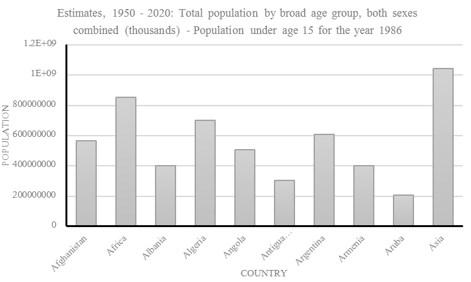 Estimates, 1950 - 2020: Total population by broad age group, both sexes
combined (thousands) - Population under age 15 for the year 1986
1.2E+09
1E+09
800000000
600000000
400000000
200000000
0
POPULATION
Afghanistan
Africa
Albania
Algeria
Angola
Antigua...
Argentina
Armenia
Aruba
Asia
COUNTRY